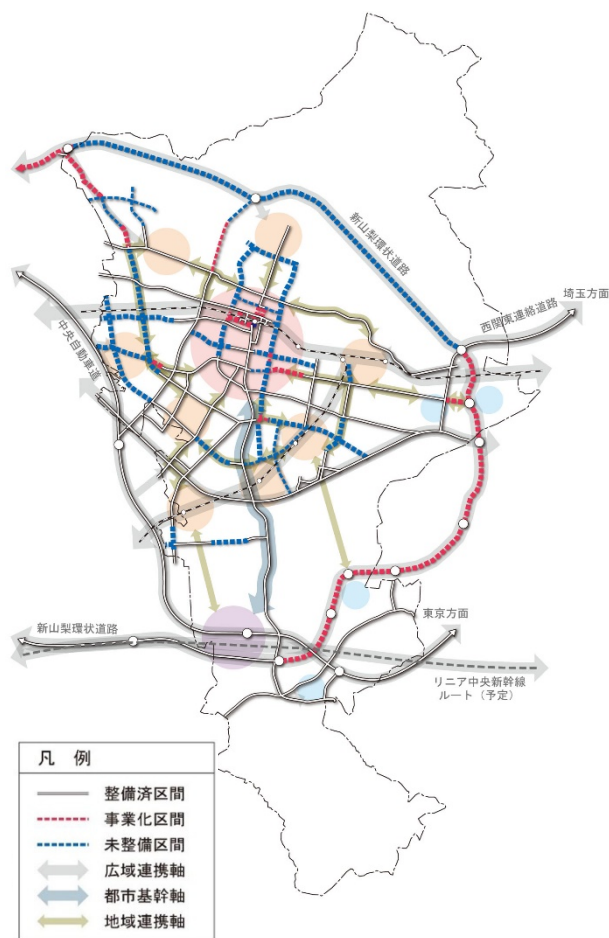 新山梨環状道路
埼玉方面
西関東連絡道路
中央自動車道
東京方面
新山梨環状道路
リニア中央新幹線
ルート（予定）
凡　例
整備済区間
事業化区間
未整備区間
広域連携軸
都市基幹軸
地域連携軸